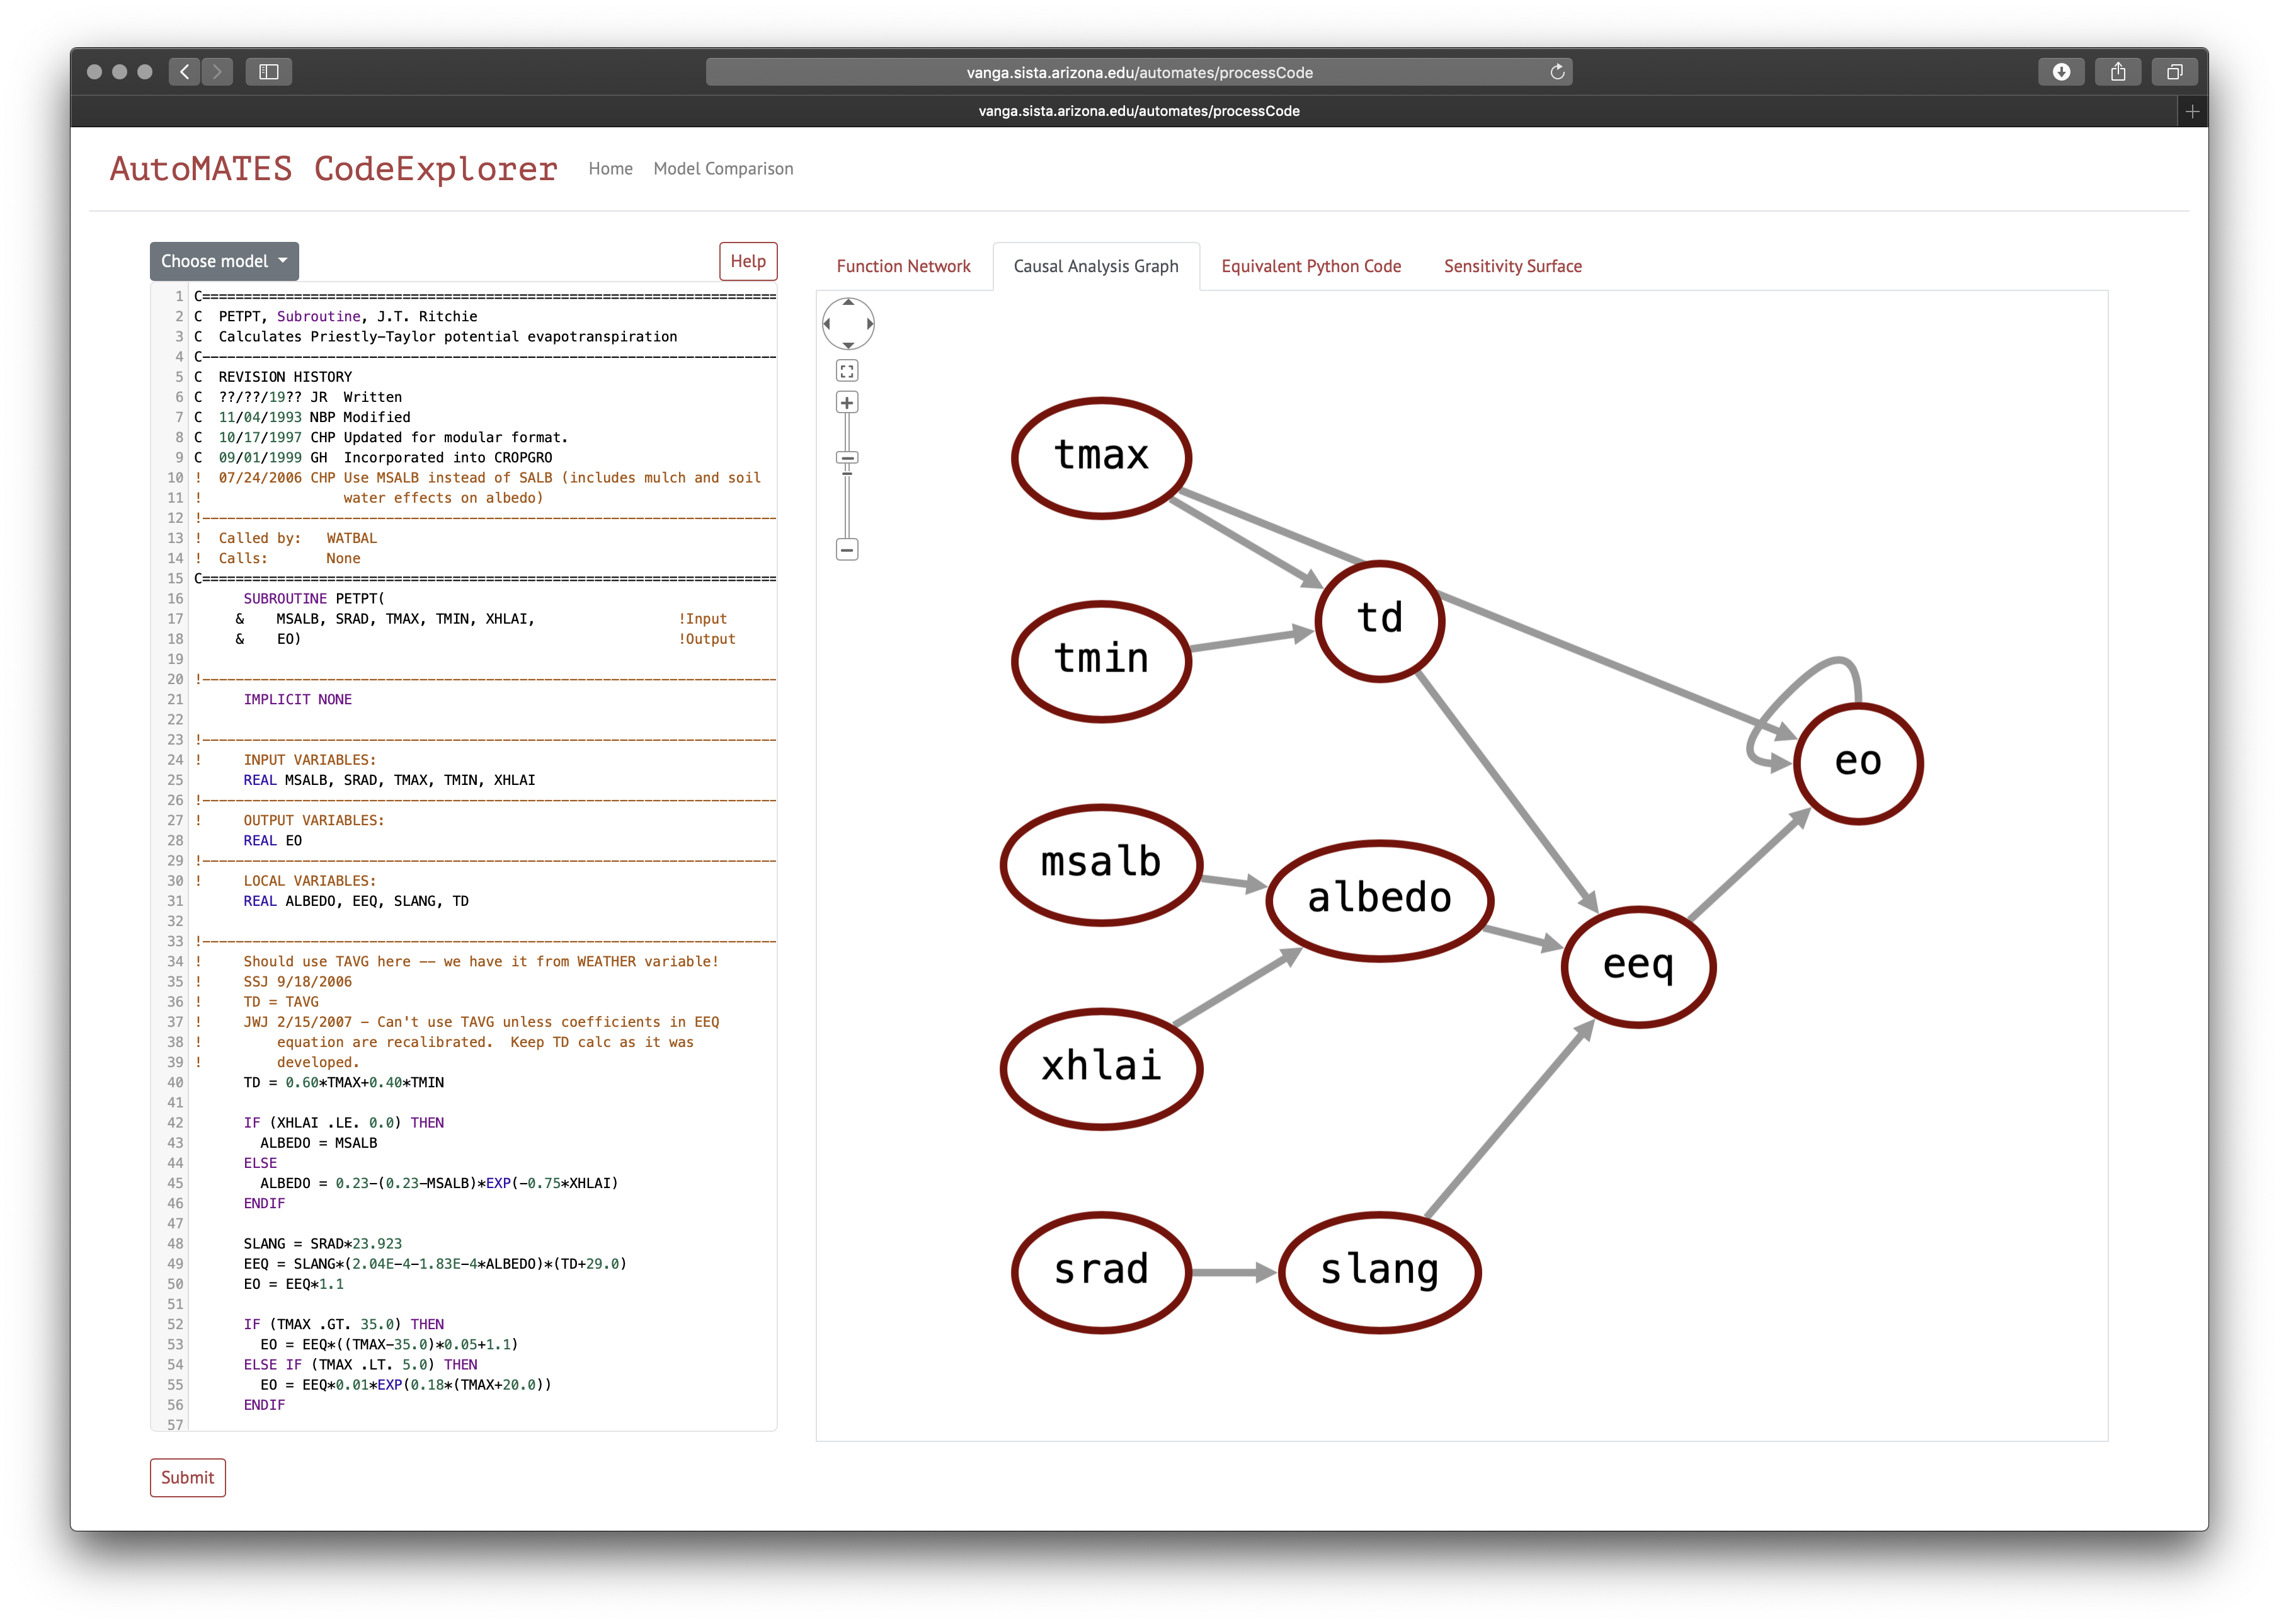 vanga.sista.arizona.edu/automates/processCode
vanga.sista.arizona.edu/automates/processCode
AutoMATES CodeExplorer Home Model Comparison
Choose model Help
1 C======================================================================
2 C  PETPT, Subroutine, J.T. Ritchie
3 C  Calculates Priestly-Taylor potential evapotranspiration
4 C----------------------------------------------------------------------
5 C  REVISION HISTORY
6 C  ??/??/19?? JR  Written
7 C  11/04/1993 NBP Modified
8 C  10/17/1997 CHP Updated for modular format.
9 C  09/01/1999 GH  Incorporated into CROPGRO
10 !  07/24/2006 CHP Use MSALB instead of SALB (includes mulch and soil
11 !                 water effects on albedo)
12 !----------------------------------------------------------------------
13 !  Called by:   WATBAL
14 !  Calls:       None
15 C======================================================================
16       SUBROUTINE PETPT(
17      &    MSALB, SRAD, TMAX, TMIN, XHLAI,                 !Input
18      &    EO)                                             !Output
19
20 !----------------------------------------------------------------------
21       IMPLICIT NONE
22
23 !----------------------------------------------------------------------
24 !     INPUT VARIABLES:
25       REAL MSALB, SRAD, TMAX, TMIN, XHLAI
26 !----------------------------------------------------------------------
27 !     OUTPUT VARIABLES:
28       REAL EO
29 !----------------------------------------------------------------------
30 !     LOCAL VARIABLES:
31       REAL ALBEDO, EEQ, SLANG, TD
32
33 !----------------------------------------------------------------------
34 !     Should use TAVG here -- we have it from WEATHER variable!
35 !     SSJ 9/18/2006
36 !     TD = TAVG
37 !     JWJ 2/15/2007 - Can't use TAVG unless coefficients in EEQ
38 !         equation are recalibrated.  Keep TD calc as it was
39 !         developed.
40       TD = 0.60*TMAX+0.40*TMIN
41
42       IF (XHLAI .LE. 0.0) THEN
43         ALBEDO = MSALB
44       ELSE
45         ALBEDO = 0.23-(0.23-MSALB)*EXP(-0.75*XHLAI)
46       ENDIF
47
48       SLANG = SRAD*23.923
49       EEQ = SLANG*(2.04E-4-1.83E-4*ALBEDO)*(TD+29.0)
50       EO = EEQ*1.1
51
52       IF (TMAX .GT. 35.0) THEN
53         EO = EEQ*((TMAX-35.0)*0.05+1.1)
54       ELSE IF (TMAX .LT. 5.0) THEN
55         EO = EEQ*0.01*EXP(0.18*(TMAX+20.0))
56       ENDIF
57
Submit
Function Network Causal Analysis Graph Equivalent Python Code Sensitivity Surface
tmax
td
tmin
eo
msalb
albedo
eeq
xhlai
srad
slang